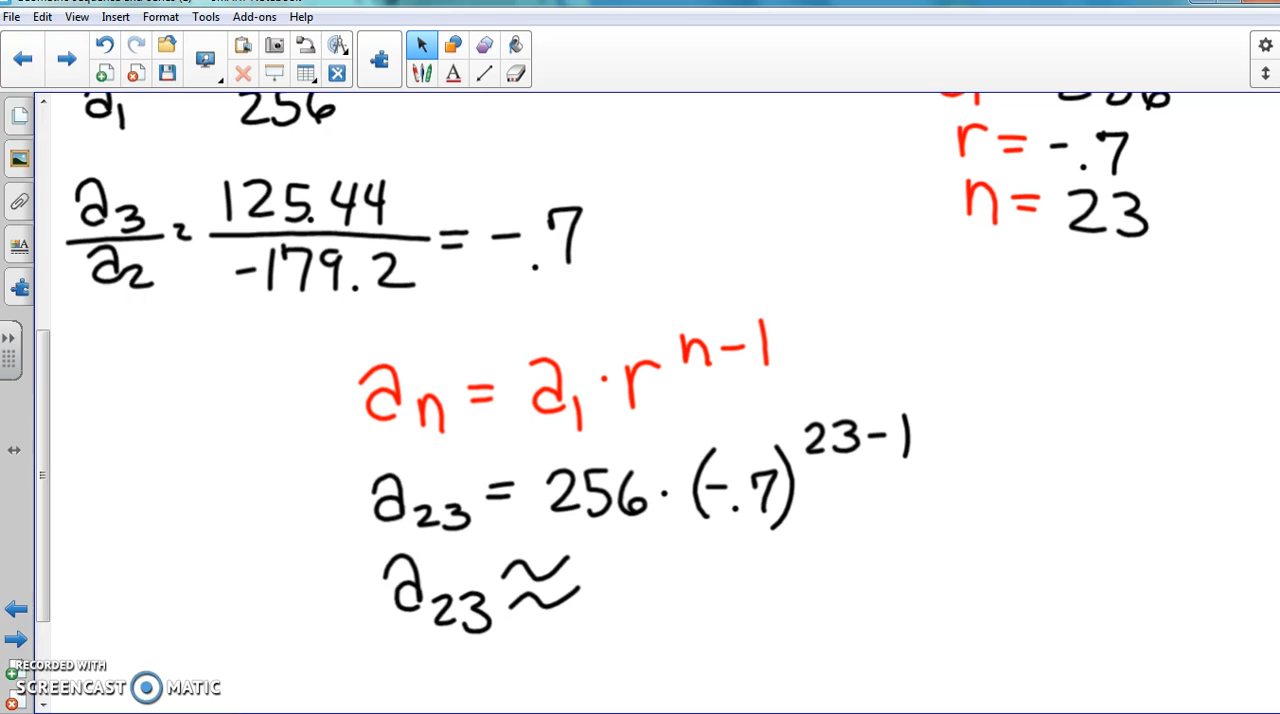 File Edit View Insert Format Tools Add-ons Help
a1 256
r = -.7
n = 23
a3/a2 = 125.44/-179.2 = -.7
an = a1 · r^(n-1)
a23 = 256 · (-.7)^(23-1)
a23 ≈
RECORDED WITH
SCREENCAST MATIC